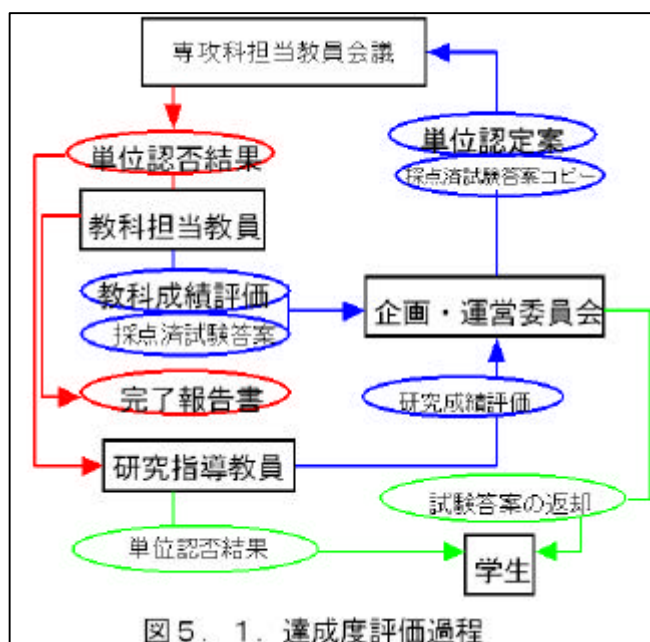 専攻科担当教員会議
単位認否結果
単位認定案
採点済試験答案コピー
教科担当教員
教科成績評価
採点済試験答案
企画・運営委員会
完了報告書
研究成績評価
研究指導教員
試験答案の返却
単位認否結果
学生
図5.1.達成度評価過程